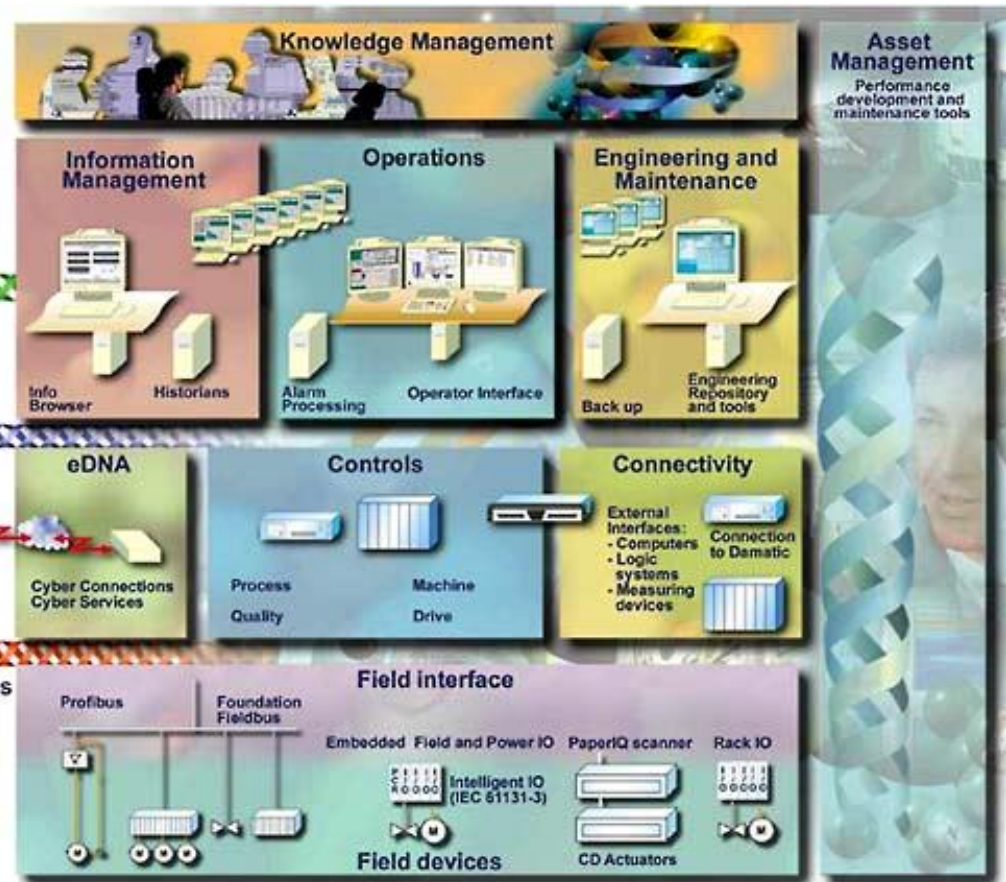 Knowledge Management
Asset
Management
Performance
development and
maintenance tools
Information
Management
Info
Browser
Historians
Operations
Alarm
Processing
Operator Interface
Engineering and
Maintenance
Back up
Engineering
Repository
and tools
eDNA
Cyber Connections
Cyber Services
Controls
Process
Machine
Quality
Drive
Connectivity
External
Interfaces:
- Computers
- Logic
systems
- Measuring
devices
Connection
to Damatic
s
Field interface
Profibus
Foundation
Fieldbus
Embedded Field and Power IO
PaperIQ scanner
Rack IO
Intelligent IO
(IEC 61131-3)
M
M
M
M
M
M
CD Actuators
Field devices